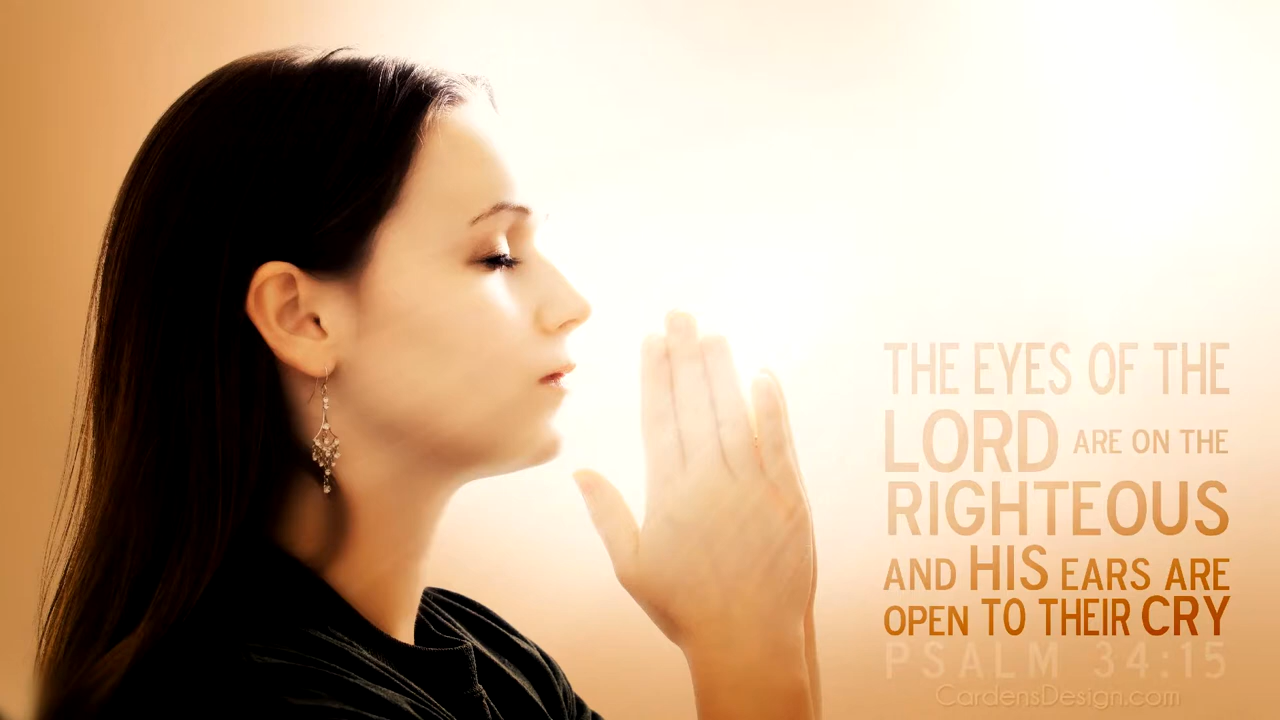 THE EYES OF THE
LORD ARE ON THE
RIGHTEOUS
AND HIS EARS ARE
OPEN TO THEIR CRY
PSALM 34:15
CardensDesign.com